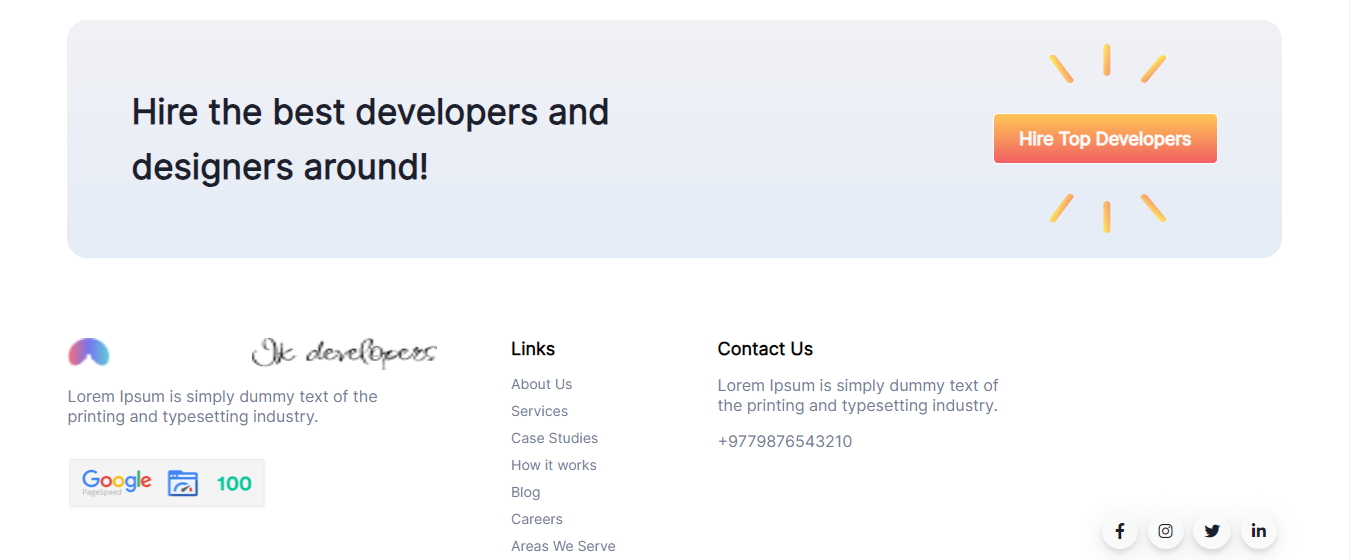 Hire the best developers and
designers around!
Hire Top Developers
developers
Lorem Ipsum is simply dummy text of the
printing and typesetting industry.
Google
PageSpeed
100
Links
About Us
Services
Case Studies
How it works
Blog
Careers
Areas We Serve
Contact Us
Lorem Ipsum is simply dummy text of
the printing and typesetting industry.
+9779876543210
f
in